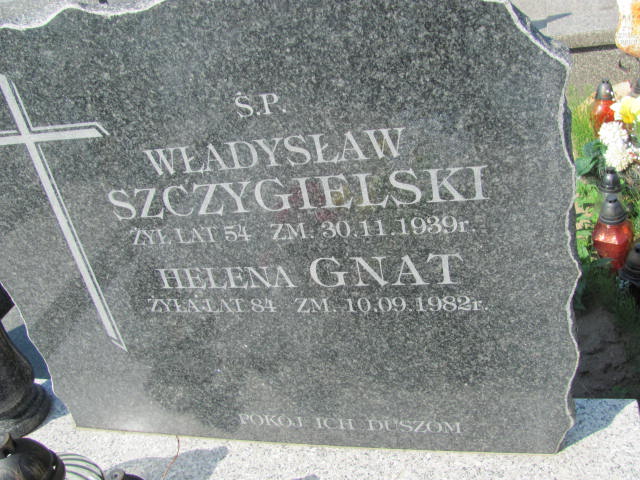 Ś.P.
WŁADYSŁAW
SZCZYGIELSKI
ŻYŁ LAT 54 ZM. 30.11.1939r.
HELENA GNAT
ŻYŁA LAT 84 ZM. 10.09.1982r.
POKÓJ ICH DUSZOM